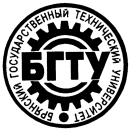 БРЯНСКИЙ ГОСУДАРСТВЕННЫЙ ТЕХНИЧЕСКИЙ УНИВЕРСИТЕТ
БГТУ